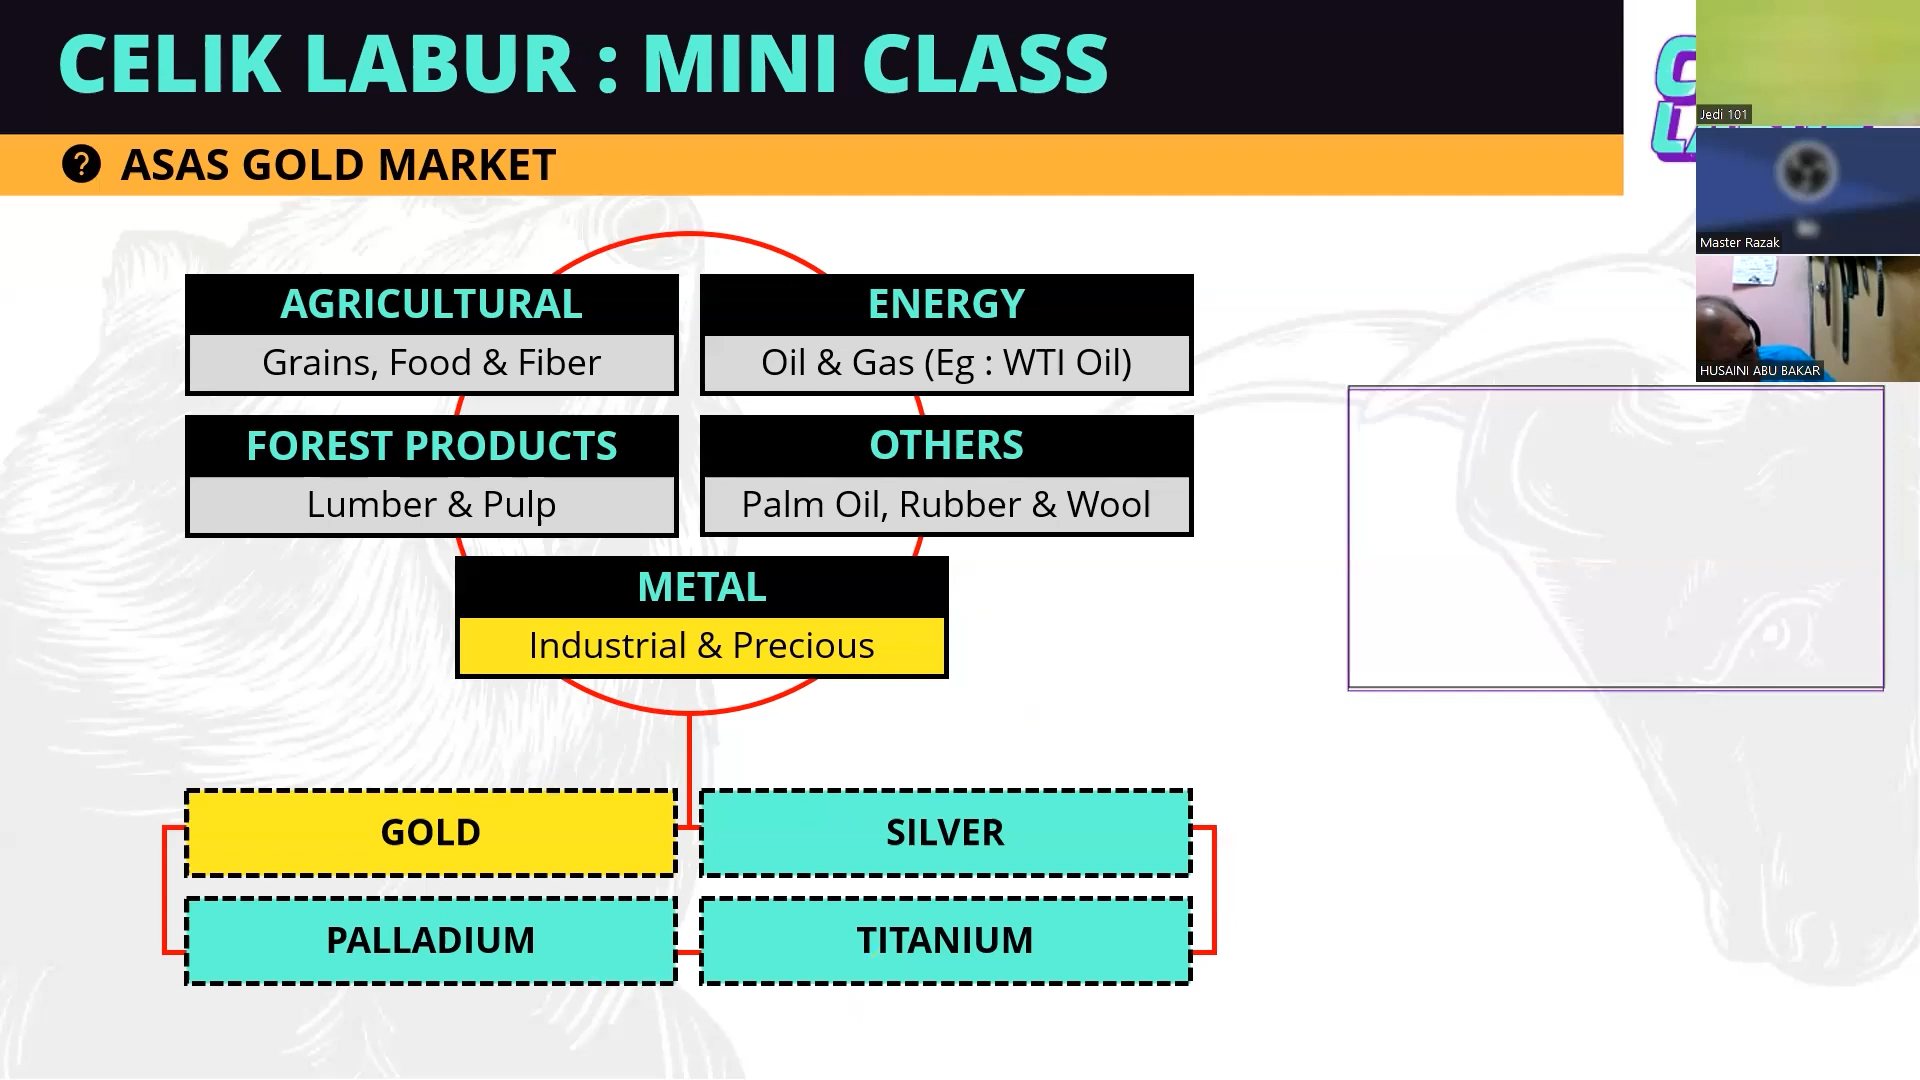 CELIK LABUR : MINI CLASS
? ASAS GOLD MARKET
AGRICULTURAL
Grains, Food & Fiber
ENERGY
Oil & Gas (Eg : WTI Oil)
FOREST PRODUCTS
Lumber & Pulp
OTHERS
Palm Oil, Rubber & Wool
METAL
Industrial & Precious
GOLD
SILVER
PALLADIUM
TITANIUM
Jedi 101
Master Razak
HUSAINI ABU BAKAR